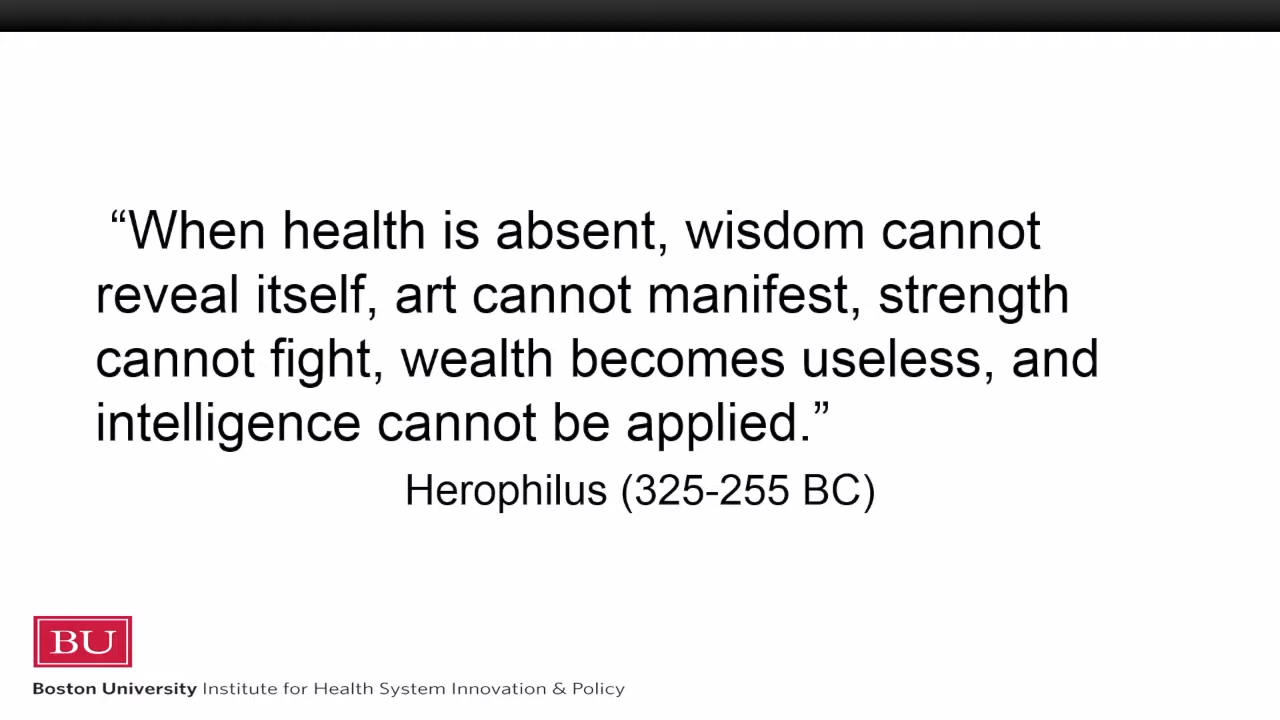 “When health is absent, wisdom cannot
reveal itself, art cannot manifest, strength
cannot fight, wealth becomes useless, and
intelligence cannot be applied.”
Herophilus (325-255 BC)
BU
Boston University Institute for Health System Innovation & Policy